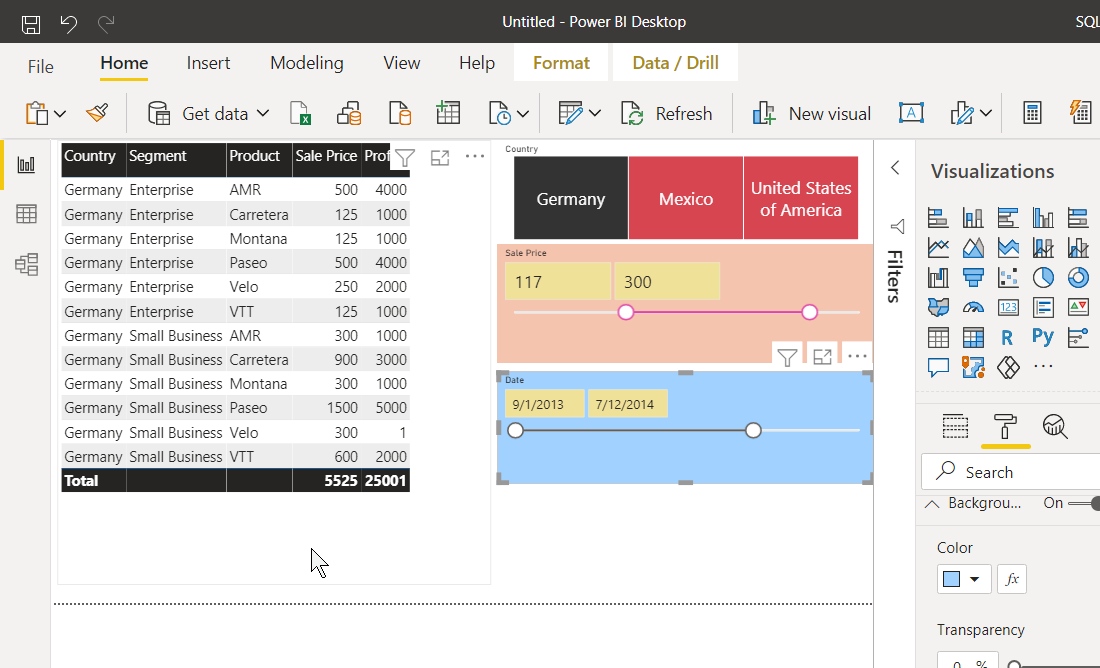 Untitled - Power BI Desktop
SQL
File Home Insert Modeling View Help Format Data / Drill
Get data Refresh New visual
Country Segment Product Sale Price Prof
Germany Enterprise AMR 500 4000
Germany Enterprise Carretera 125 1000
Germany Enterprise Montana 125 1000
Germany Enterprise Paseo 500 4000
Germany Enterprise Velo 250 2000
Germany Enterprise VTT 125 1000
Germany Small Business AMR 300 1000
Germany Small Business Carretera 900 3000
Germany Small Business Montana 300 1000
Germany Small Business Paseo 1500 5000
Germany Small Business Velo 300 1
Germany Small Business VTT 600 2000
Total 5525 25001
Country
Germany
Mexico
United States
of America
Sale Price
117 300
Date
9/1/2013 7/12/2014
Filters
Visualizations
123
R Py
Search
Backgrou... On
Color
fx
Transparency
0 %